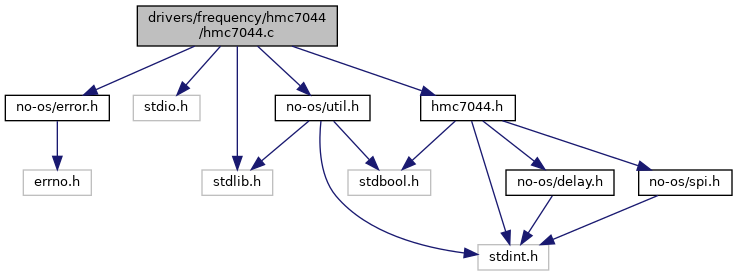 drivers/frequency/hmc7044
/hmc7044.c
no-os/error.h
stdio.h
no-os/util.h
hmc7044.h
errno.h
stdlib.h
stdbool.h
no-os/delay.h
no-os/spi.h
stdint.h